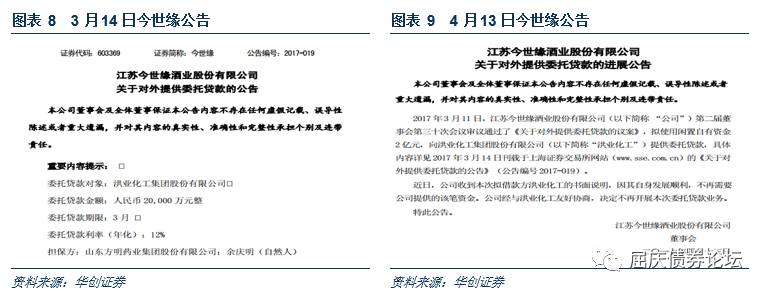 图表 8 3月14日今世缘公告
证券代码：603369 证券简称：今世缘 公告编号：2017-019
江苏今世缘酒业股份有限公司
关于对外提供委托贷款的公告
本公司董事会及全体董事保证本公告内容不存在任何虚假记载、误导性
陈述或者重大遗漏，并对其内容的真实性、准确性和完整性承担个别及连带
责任。
重要内容提示：□
委托贷款对象：洪业化工集团股份有限公司□
委托贷款金额：人民币 20,000 万元整
委托贷款期限：3月 □
委托贷款利率（年化）：12%
担保方：山东方明药业集团股份有限公司；余庆明（自然人）
资料来源：华创证券
图表 9 4月13日今世缘公告
江苏今世缘酒业股份有限公司
关于对外提供委托贷款的进展公告
本公司董事会及全体董事保证本公告内容不存在任何虚假记载、误导性陈述或者
重大遗漏，并对其内容的真实性、准确性和完整性承担个别及连带责任。
2017 年 3 月 11 日，江苏今世缘酒业股份有限公司（以下简称 “公司”）第二届董
事会第三十次会议审议通过了《关于对外提供委托贷款的议案》，拟使用闲置自有资金
2 亿元，向洪业化工集团股份有限公司（以下简称“洪业化工”）提供委托贷款，具体
内容详见 2017 年 3 月 14 日刊载于上海证券交易所网站（www.sse.com.cn）的《关于对
外提供委托贷款的公告》（公告编号 2017-019）。
近日，公司收到本次拟借款方洪业化工的书面说明，因其自身发展顺利，不再需要
公司提供的该笔资金。公司经与洪业化工友好协商，决定不再开展本次委托贷款业务。
特此公告。
江苏今世缘酒业股份有限公司
董事会
资料来源：华创证券
屈庆债券论坛